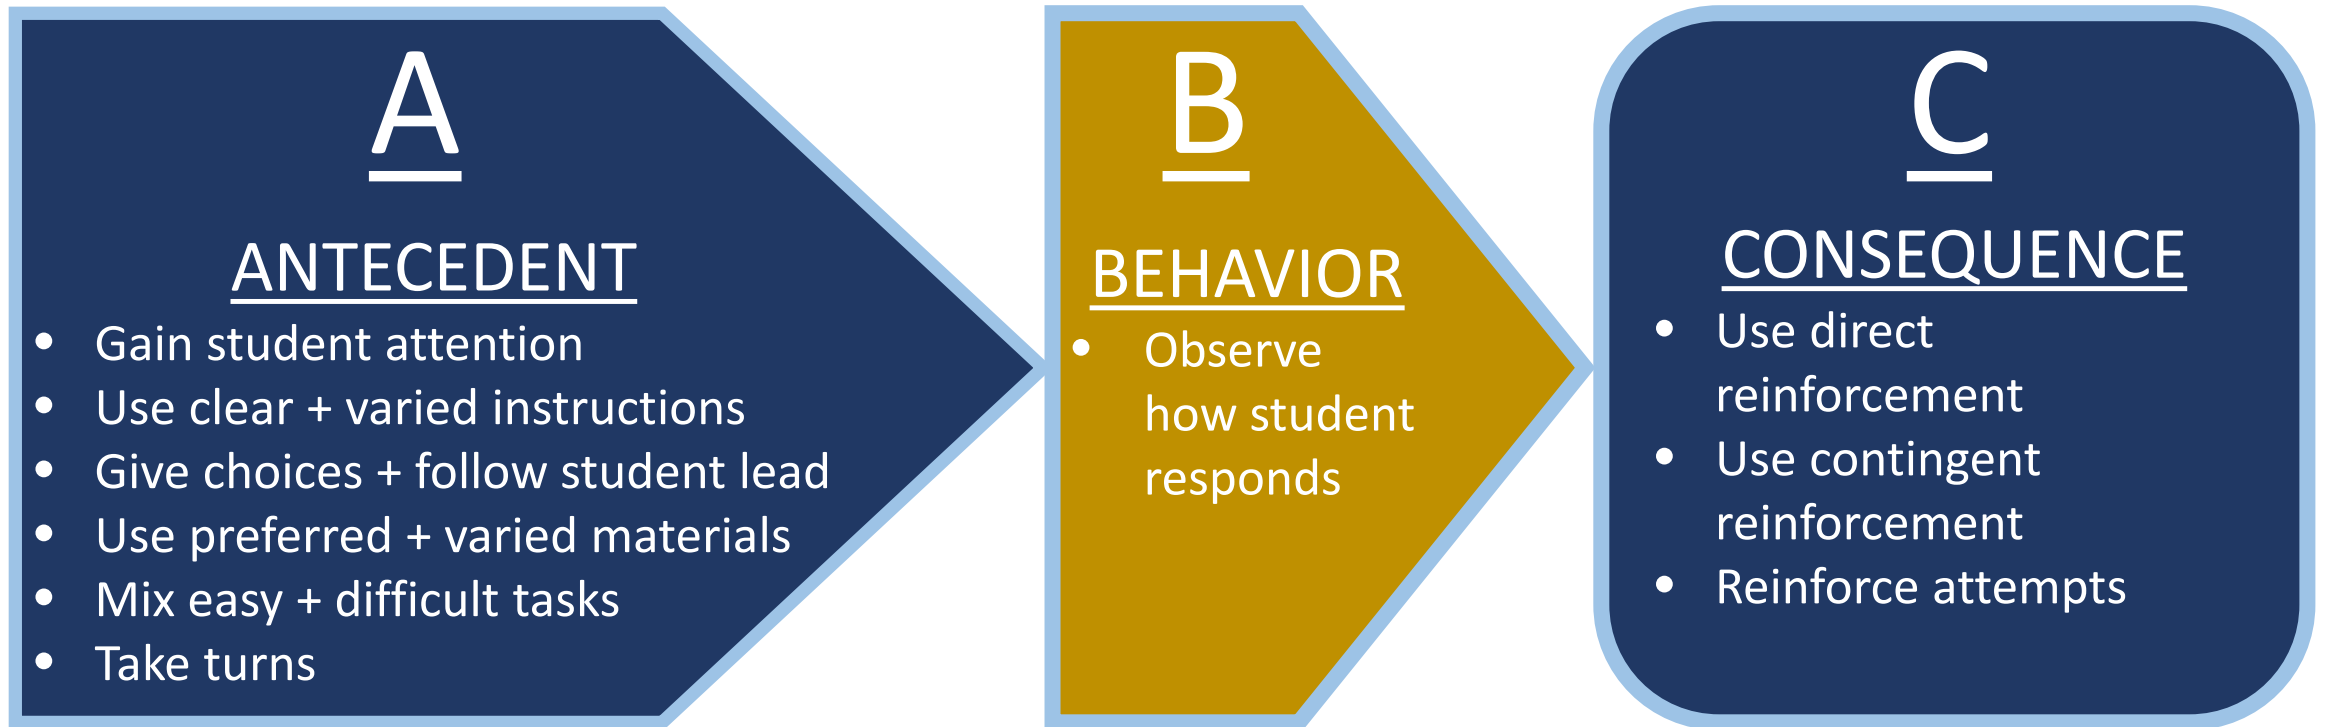 A
ANTECEDENT
• Gain student attention
• Use clear + varied instructions
• Give choices + follow student lead
• Use preferred + varied materials
• Mix easy + difficult tasks
• Take turns
B
BEHAVIOR
• Observe
how student
responds
C
CONSEQUENCE
• Use direct
reinforcement
• Use contingent
reinforcement
• Reinforce attempts